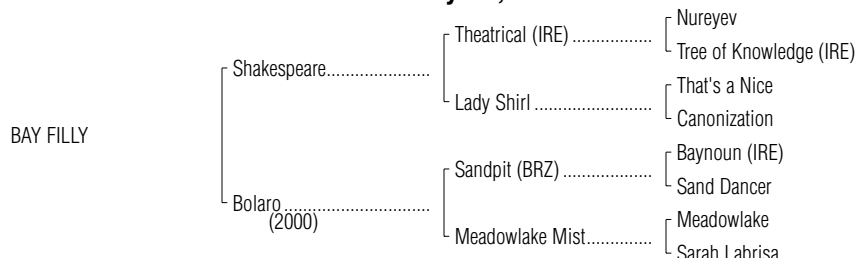 Nureyev
Theatrical (IRE) ...................
Tree of Knowledge (IRE)
Shakespeare.........................
That's a Nice
Lady Shirl ............................
Canonization
BAY FILLY
Baynoun (IRE)
Sandpit (BRZ) .....................
Sand Dancer
Bolaro ..................................
(2000)
Meadowlake
Meadowlake Mist................
Sarah Labrisa